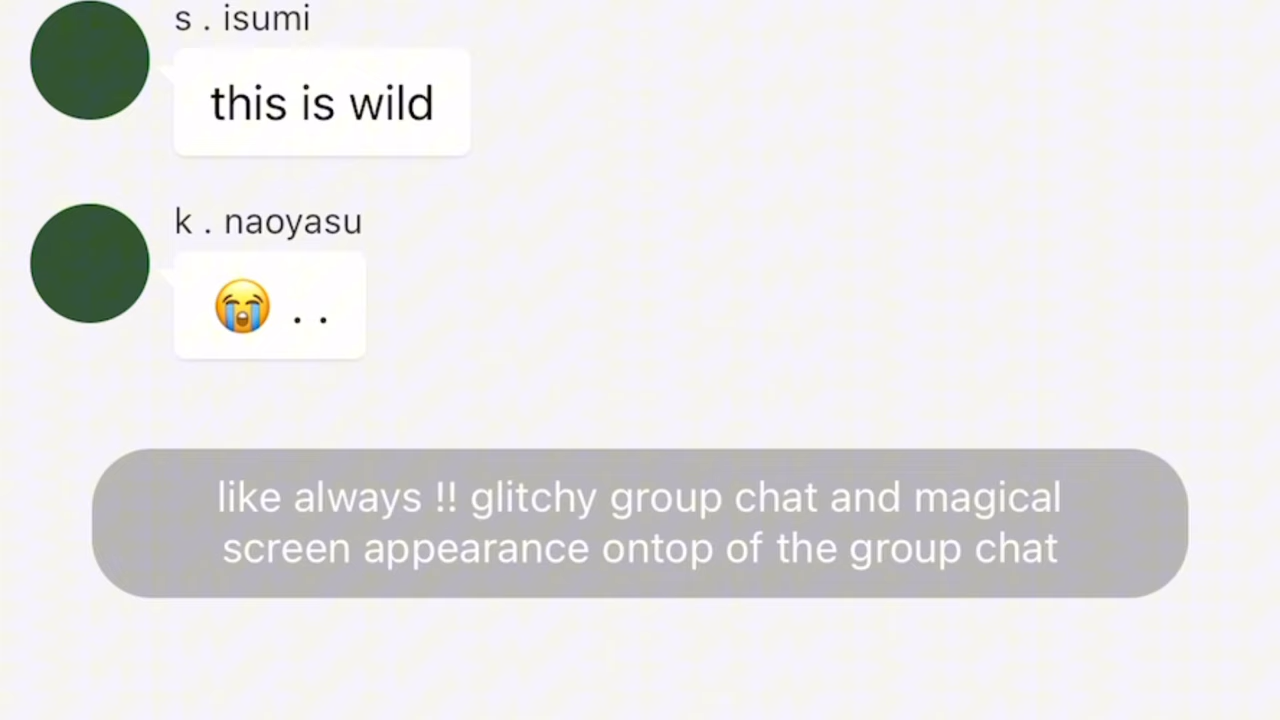 s . isumi
this is wild
k . naoyasu
😭 . .
like always !! glitchy group chat and magical
screen appearance ontop of the group chat